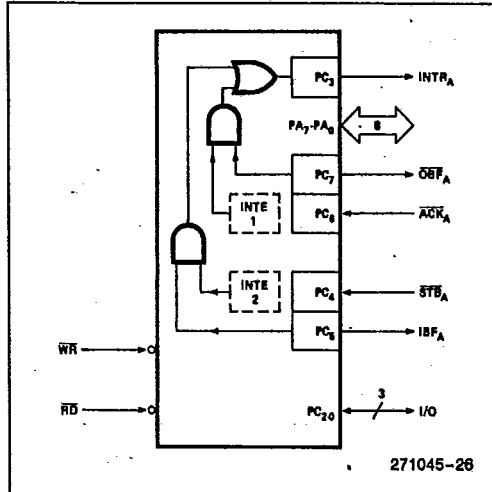 PC3
INTRA
PA7-PA0
8
PC7
OBFA
INTE
1
PC6
ACKA
INTE
2
PC4
STBA
PC5
IBFA
WR
RD
3
PC2-0
I/O
271045-26